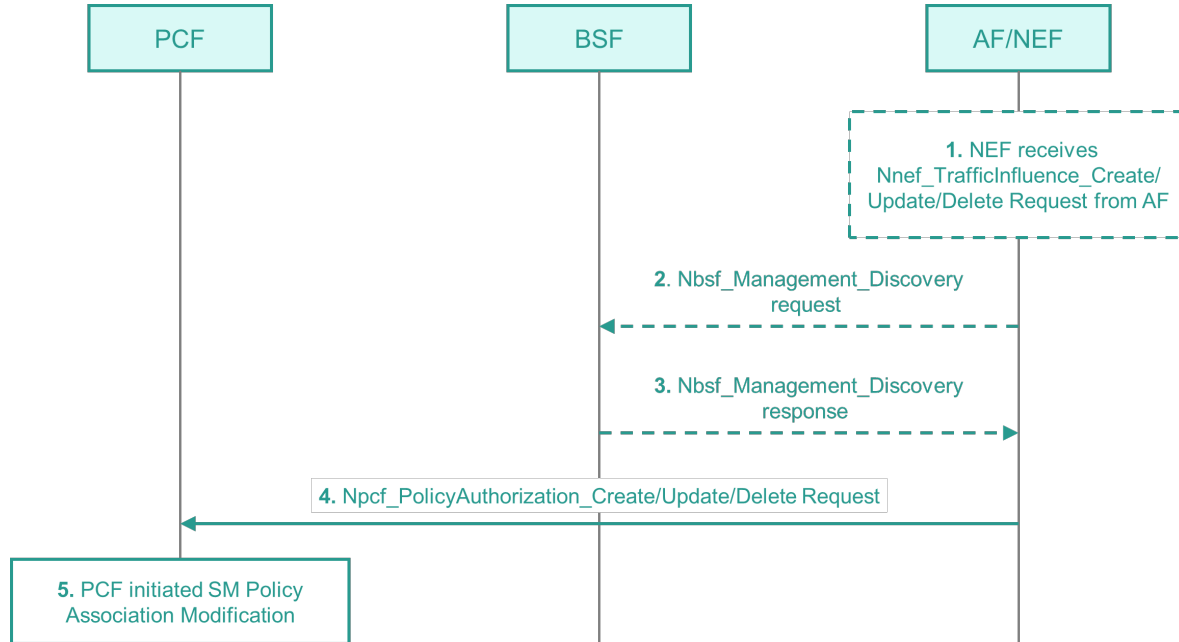 PCF
BSF
AF/NEF
1. NEF receives
Nnef_TrafficInfluence_Create/
Update/Delete Request from AF
2. Nbsf_Management_Discovery
request
3. Nbsf_Management_Discovery
response
4. Npcf_PolicyAuthorization_Create/Update/Delete Request
5. PCF initiated SM Policy
Association Modification